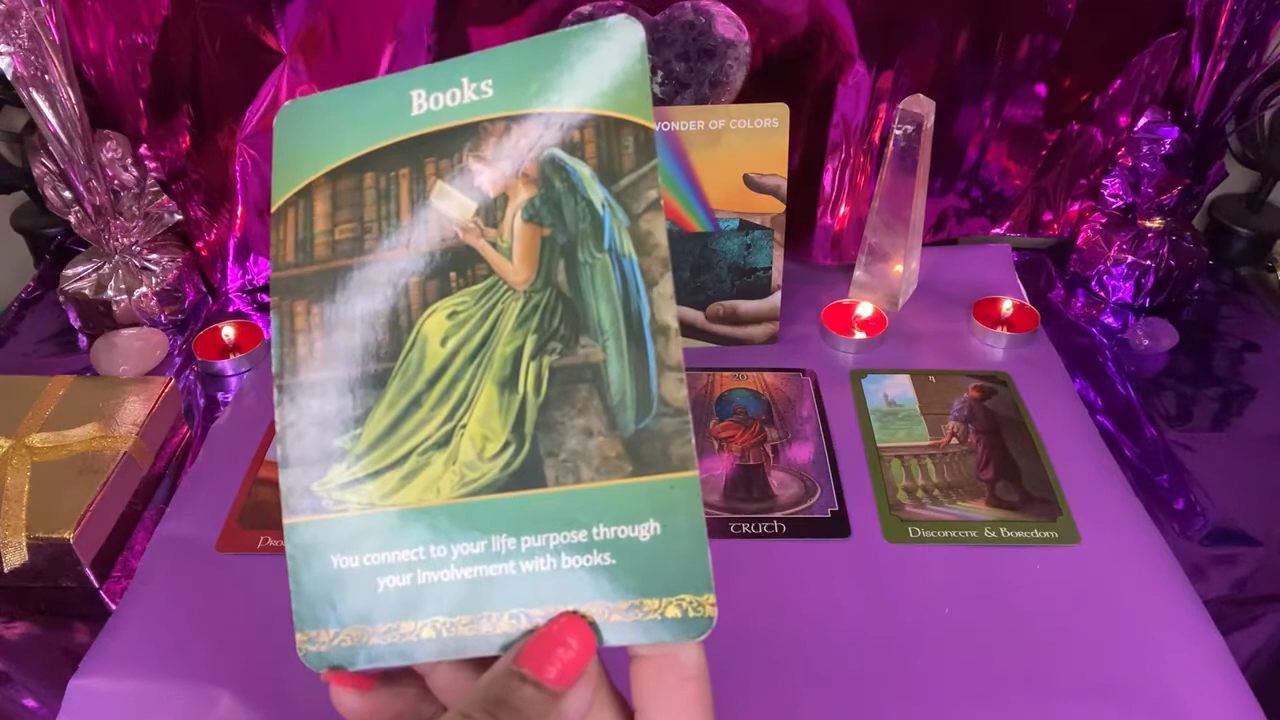 Books
WONDER OF COLORS
You connect to your life purpose through
your involvement with books.
20
TRUTH
4
Discontent & Boredom